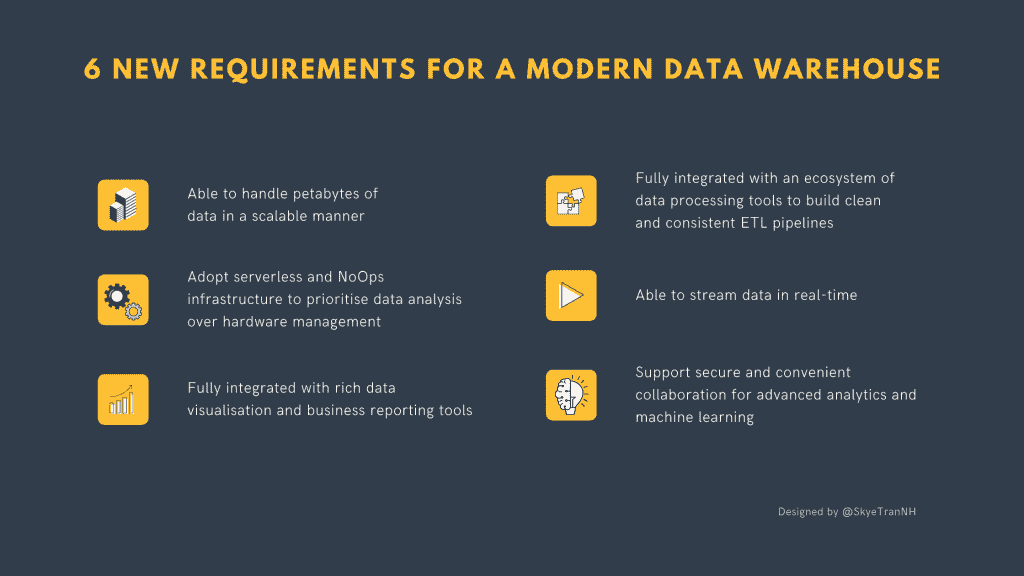 6 NEW REQUIREMENTS FOR A MODERN DATA WAREHOUSE
Able to handle petabytes of
data in a scalable manner
Adopt serverless and NoOps
infrastructure to prioritise data analysis
over hardware management
Fully integrated with rich data
visualisation and business reporting tools
Fully integrated with an ecosystem of
data processing tools to build clean
and consistent ETL pipelines
Able to stream data in real-time
Support secure and convenient
collaboration for advanced analytics and
machine learning
Designed by @SkyeTranNH